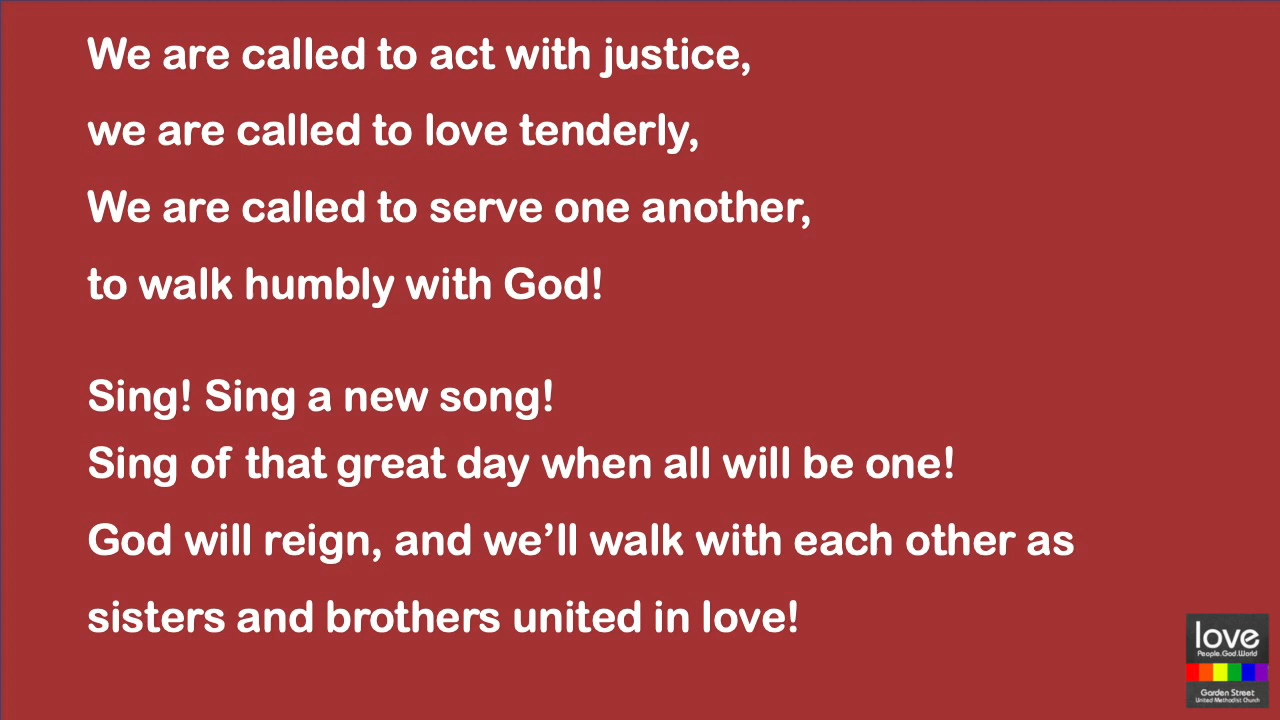 We are called to act with justice,
we are called to love tenderly,
We are called to serve one another,
to walk humbly with God!
Sing! Sing a new song!
Sing of that great day when all will be one!
God will reign, and we’ll walk with each other as
sisters and brothers united in love!
love
People.God.World
Garden Street
United Methodist Church